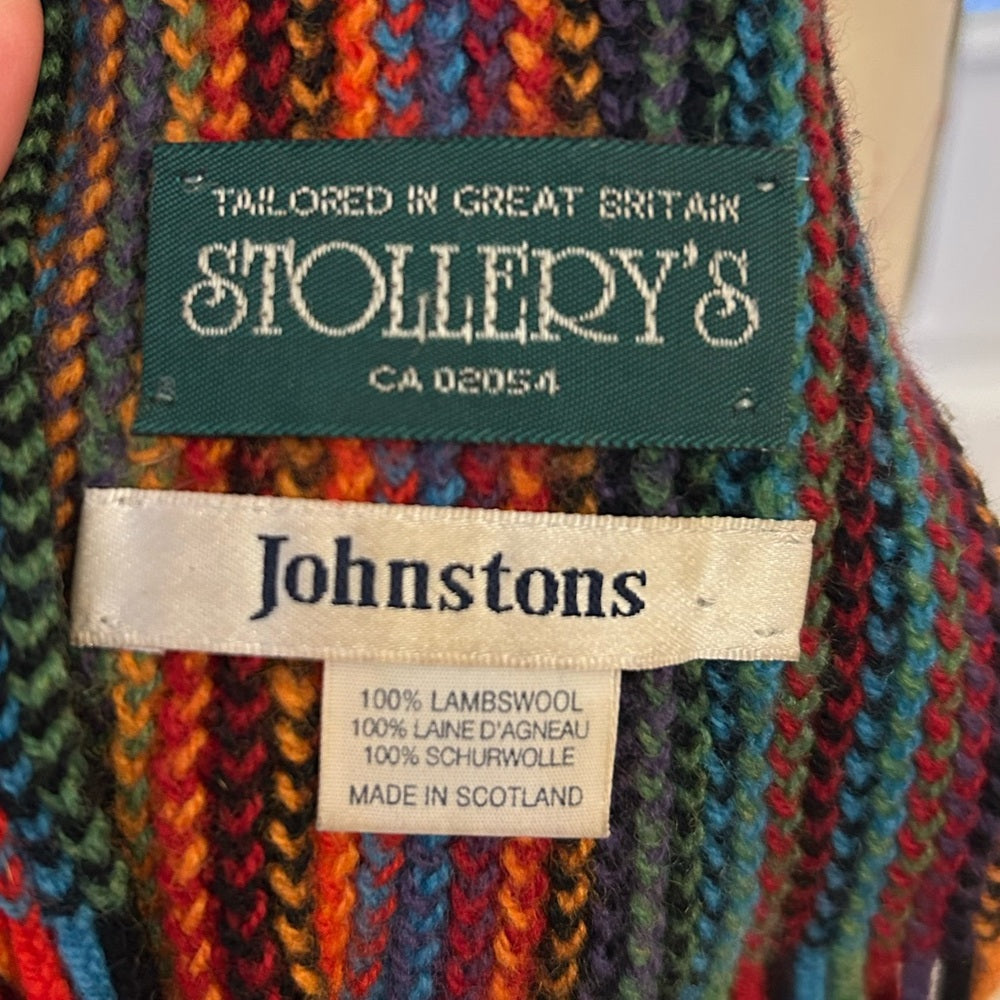 TAILORED IN GREAT BRITAIN
STOLLERY'S
CA 02054
Johnstons
100% LAMBSWOOL
100% LAINE D'AGNEAU
100% SCHURWOLLE
MADE IN SCOTLAND